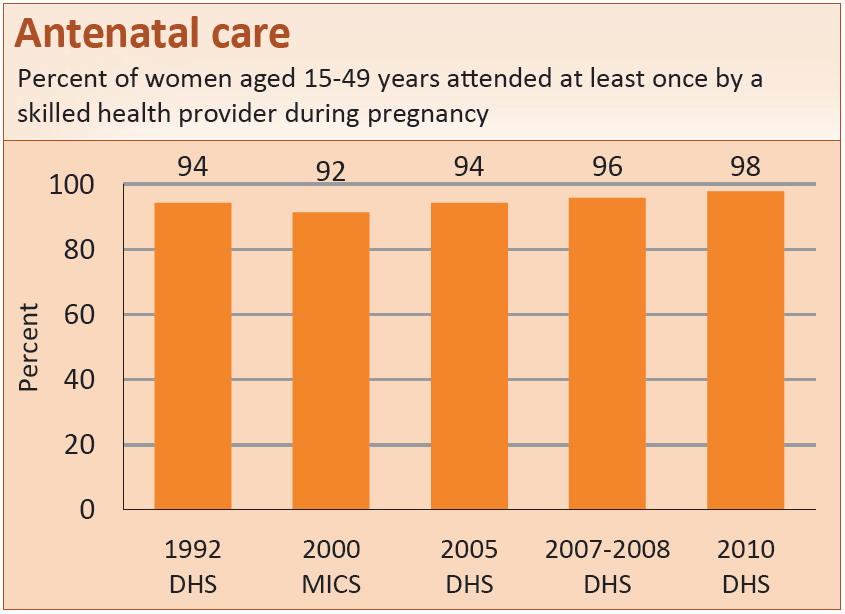 Antenatal care
Percent of women aged 15-49 years attended at least once by a
skilled health provider during pregnancy
94 92 94 96 98
100
80
60
40
20
0
Percent
1992 2000 2005 2007-2008 2010
DHS MICS DHS DHS DHS